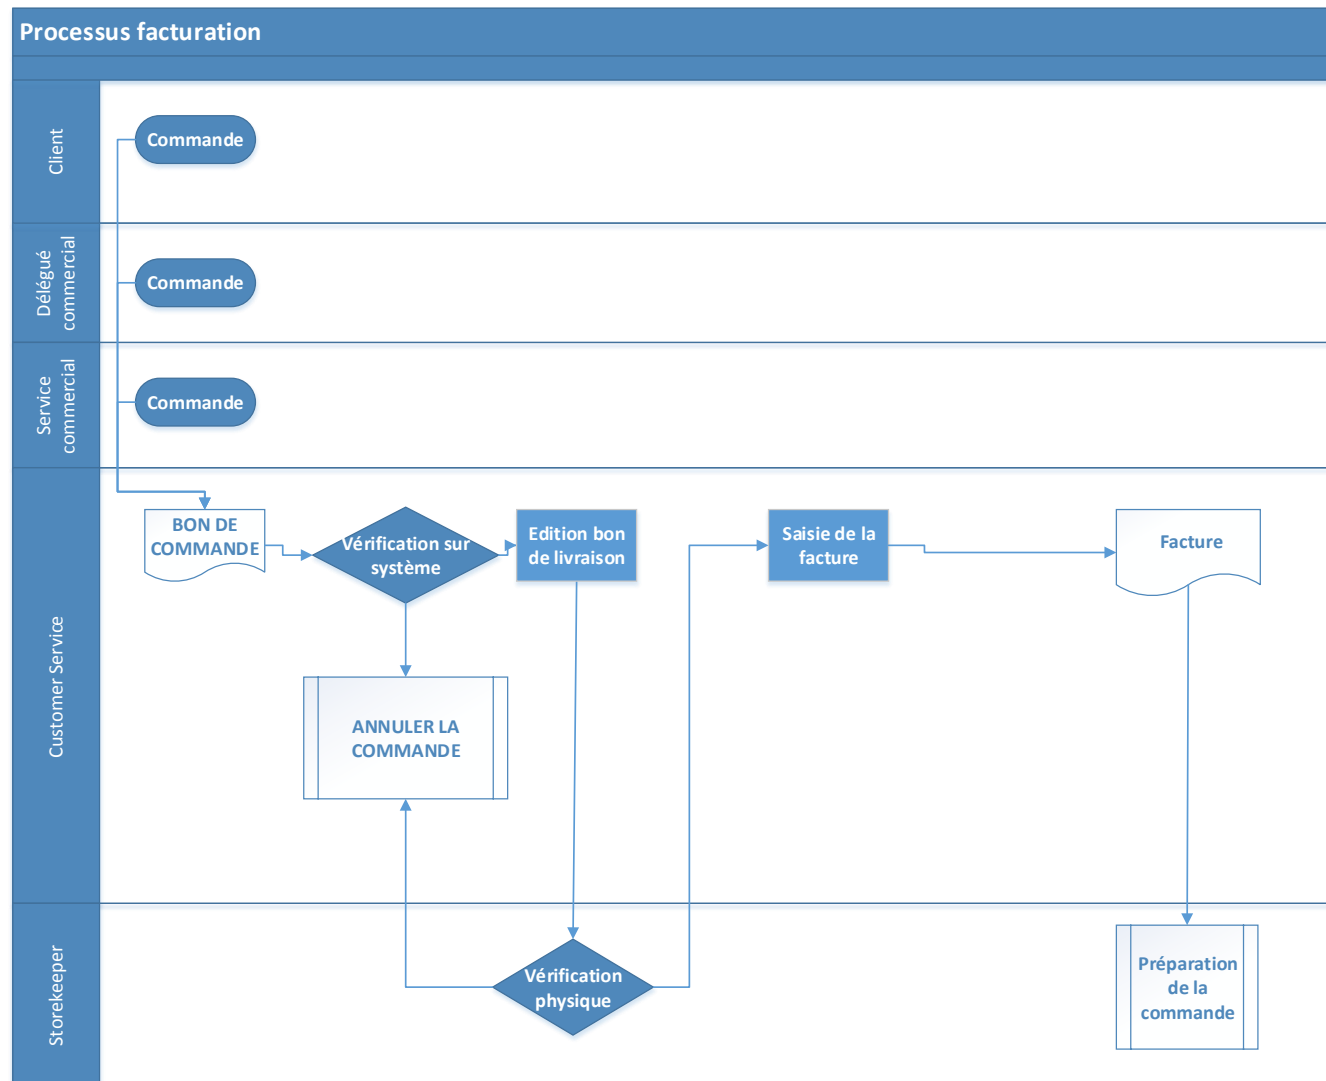 Processus facturation
Client
Commande
Délégué
commercial
Commande
Service
commercial
Commande
Customer Service
BON DE
COMMANDE
Vérification sur
système
Edition bon
de livraison
Saisie de la
facture
Facture
ANNULER LA
COMMANDE
Storekeeper
Vérification
physique
Préparation
de la
commande